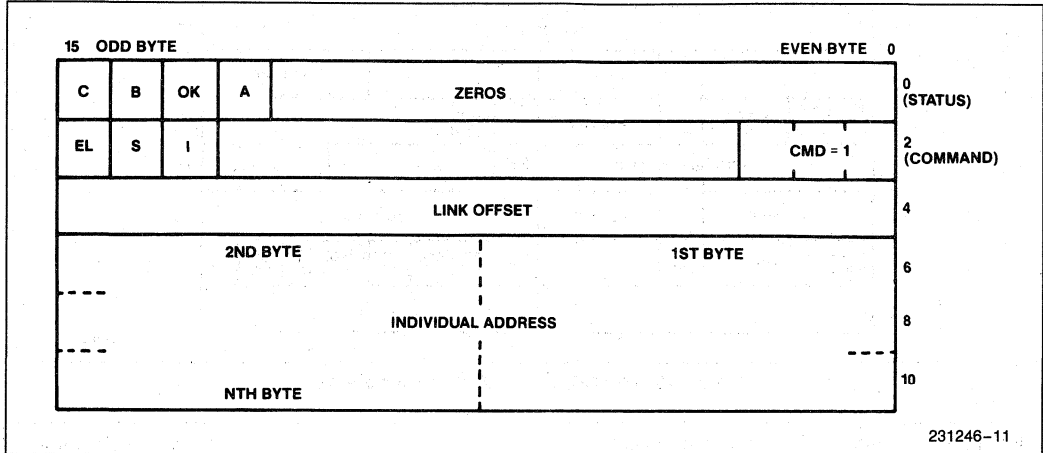 15 ODD BYTE EVEN BYTE 0
C B OK A ZEROS 0
(STATUS)
EL S I CMD = 1 2
(COMMAND)
LINK OFFSET 4
2ND BYTE 1ST BYTE
6
INDIVIDUAL ADDRESS 8
NTH BYTE 10
231246-11